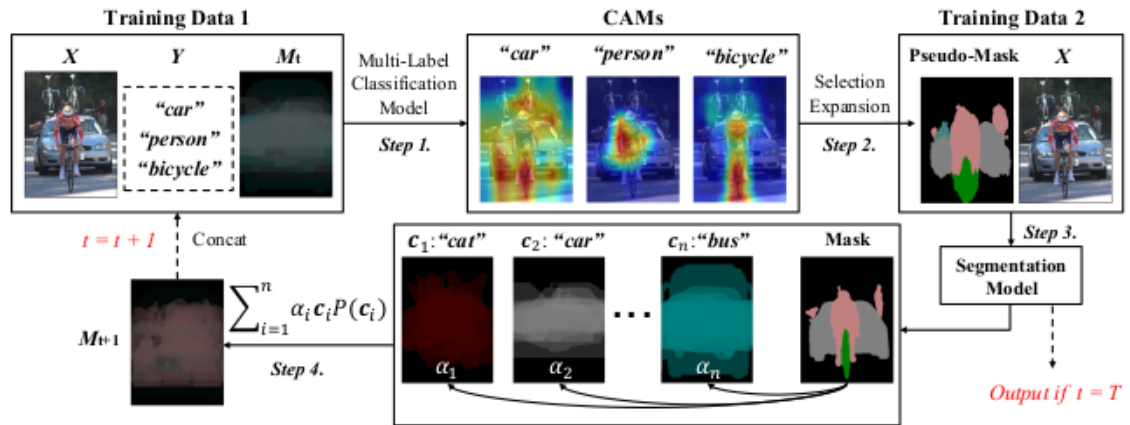 Training Data 1
CAMs
Training Data 2
X
Y
Mt
“car”
“person”
“bicycle”
Multi-Label
Classification
Model
Step 1.
“car”
“person”
“bicycle”
Selection
Expansion
Step 2.
Pseudo-Mask
X
Step 3.
Segmentation
Model
Output if t = T
c₁:“cat”
c₂: “car”
cₙ:“bus”
Mask
α₁
α₂
...
αₙ
∑ⁿᵢ₌₁ αᵢcᵢP(cᵢ)
Step 4.
Mt+1
t = t + 1
Concat